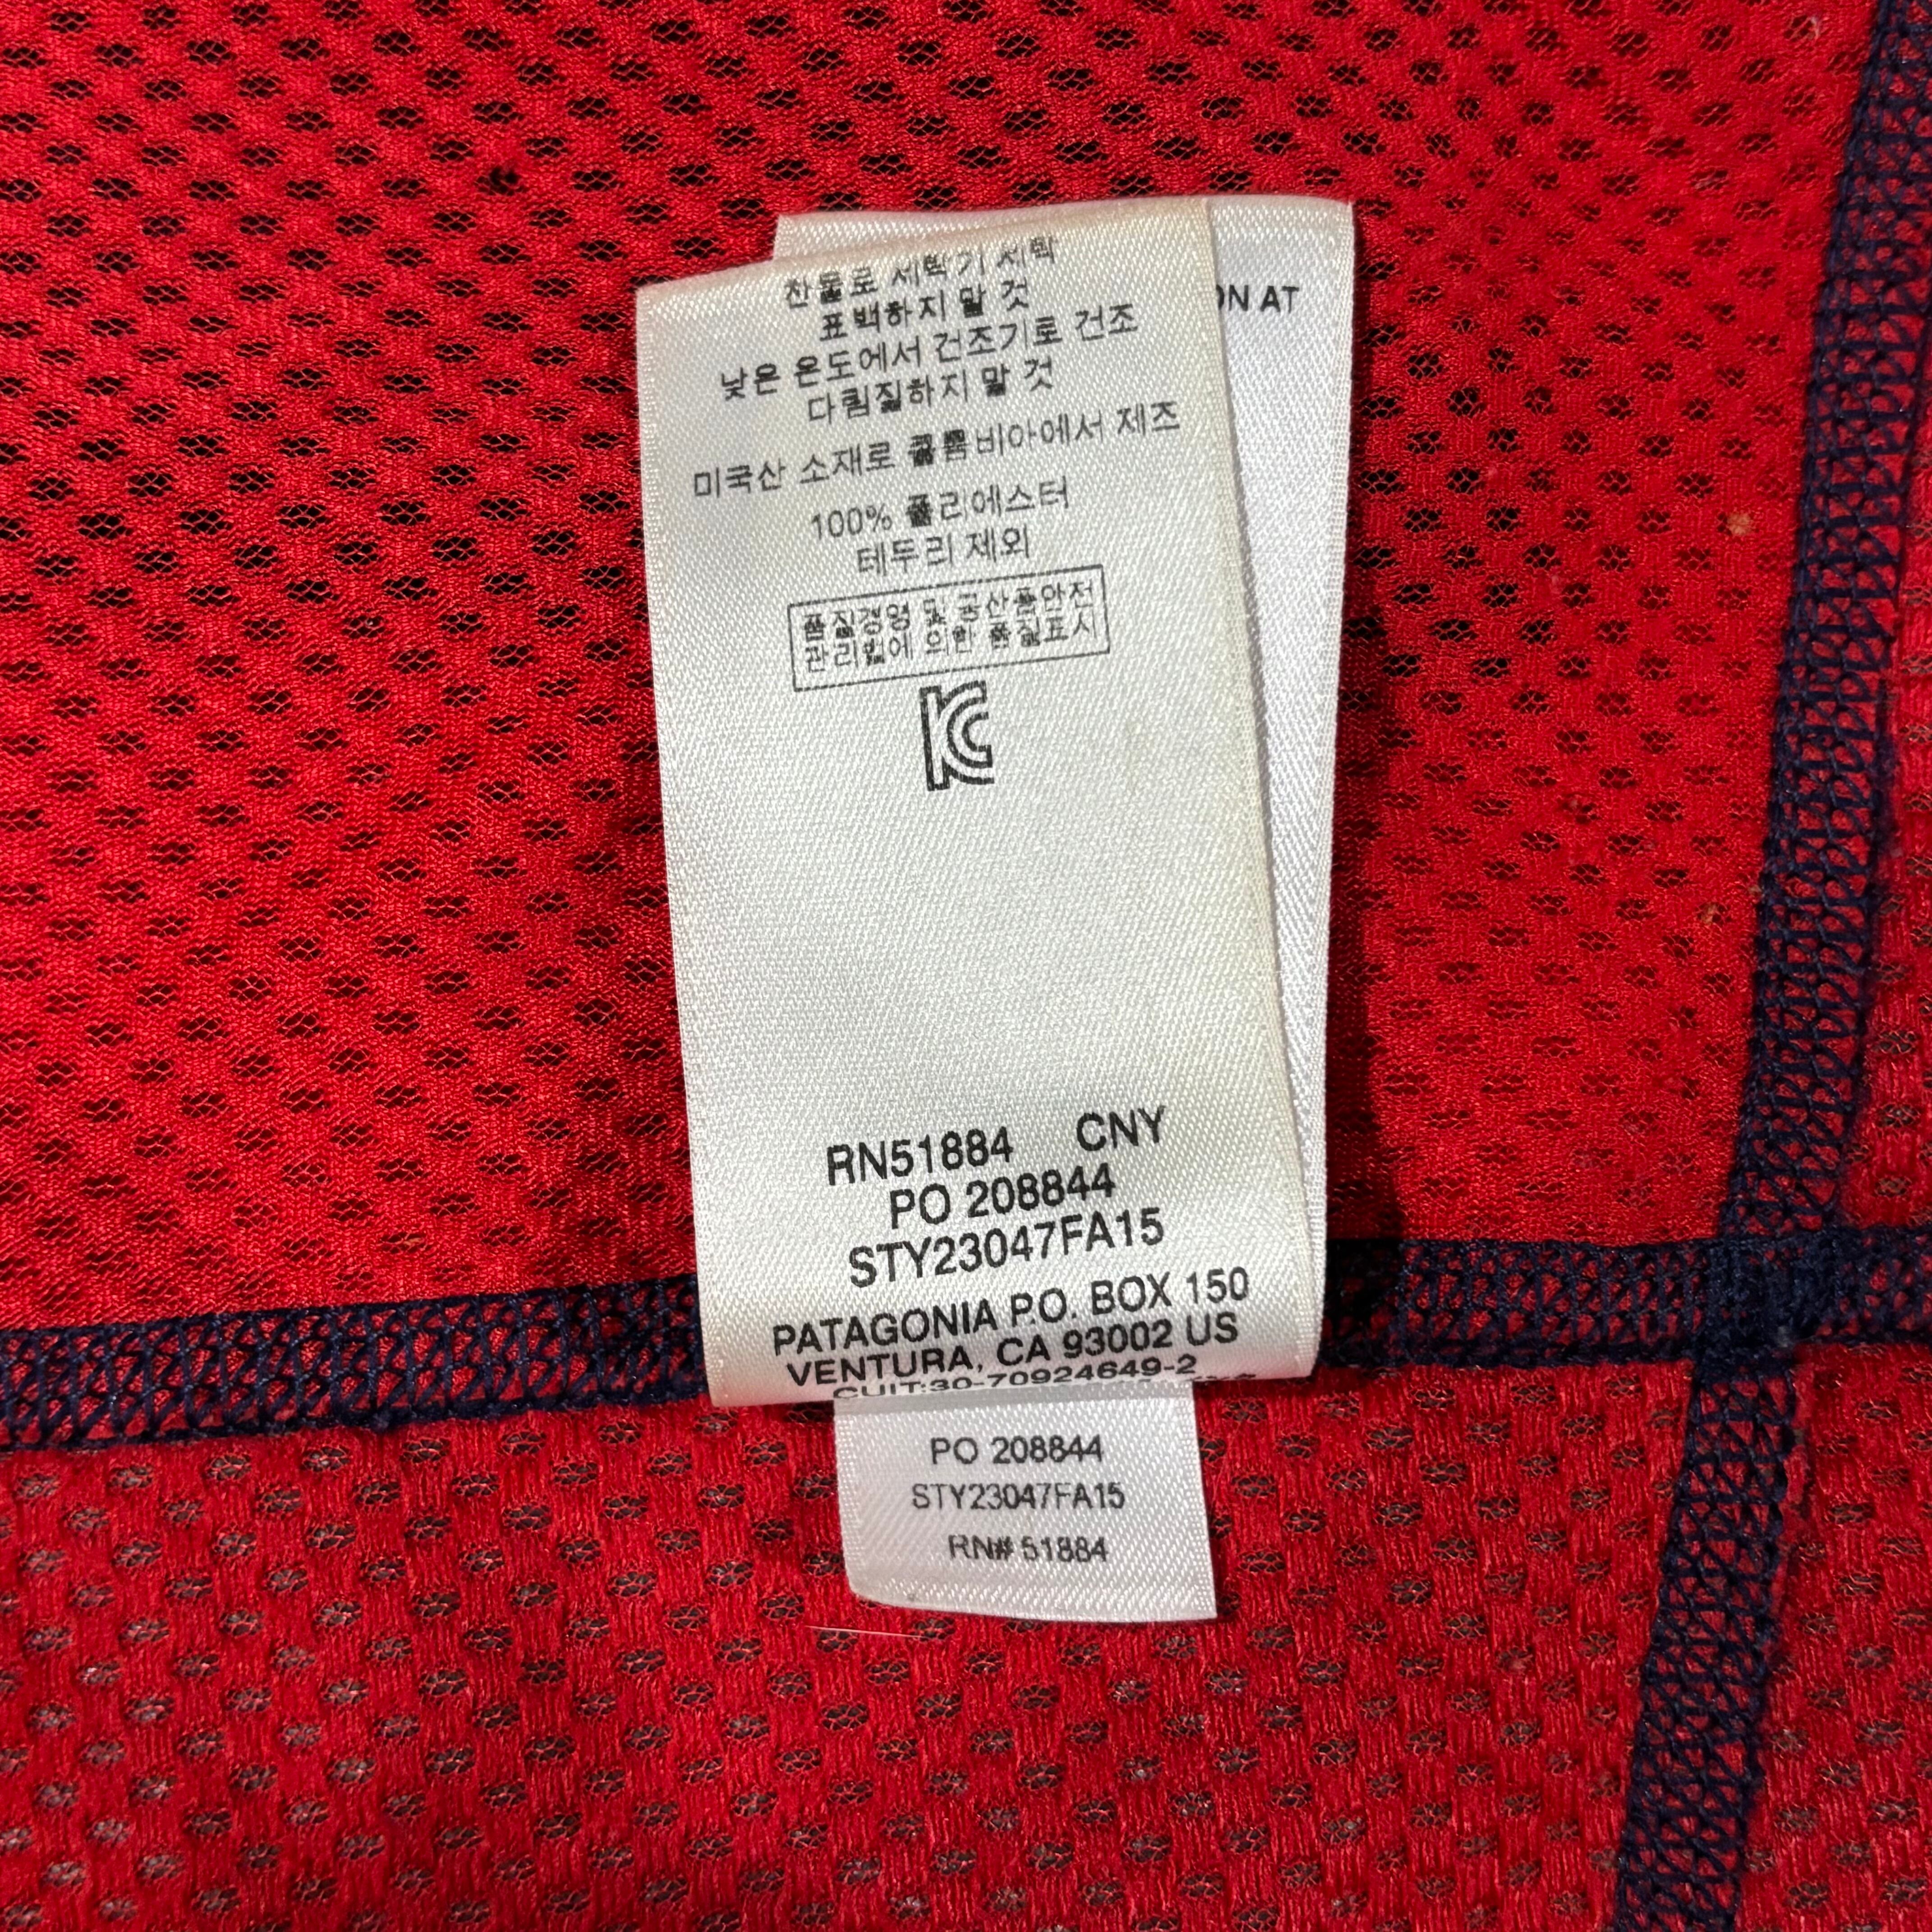 찬물로 세탁기 세탁
표백하지 말 것
낮은 온도에서 건조기로 건조
다림질하지 말 것
미국산 소재로 콜롬비아에서 제조
100% 폴리에스터
테두리 제외
품질경영 및 공산품안전
관리법에 의한 품질표시
KC
ON AT
RN51884 CNY
PO 208844
STY23047FA15
PATAGONIA P.O. BOX 150
VENTURA, CA 93002 US
CUIT:30-70924649-2
PO 208844
STY23047FA15
RN# 51884